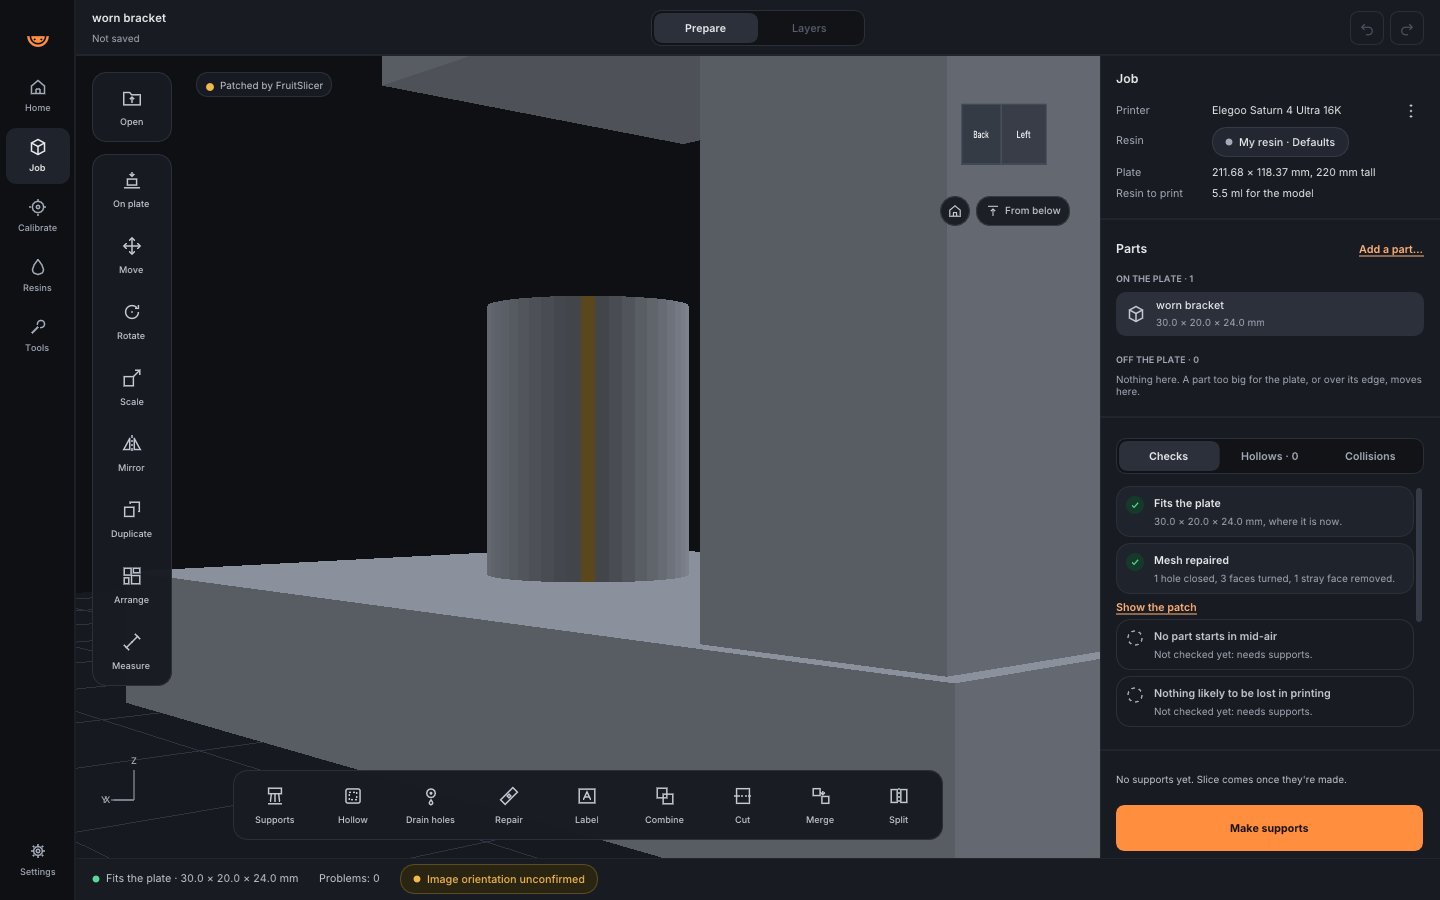 worn bracket
Not saved
Prepare
Layers
Home
Job
Calibrate
Resins
Tools
Settings
Open
On plate
Move
Rotate
Scale
Mirror
Duplicate
Arrange
Measure
Patched by FruitSlicer
Back
Left
From below
Z
Supports
Hollow
Drain holes
Repair
Label
Combine
Cut
Merge
Split
Job
Printer
Elegoo Saturn 4 Ultra 16K
Resin
My resin · Defaults
Plate
211.68 × 118.37 mm, 220 mm tall
Resin to print
5.5 ml for the model
Parts
Add a part...
ON THE PLATE · 1
worn bracket
30.0 × 20.0 × 24.0 mm
OFF THE PLATE · 0
Nothing here. A part too big for the plate, or over its edge, moves
here.
Checks
Hollows · 0
Collisions
Fits the plate
30.0 × 20.0 × 24.0 mm, where it is now.
Mesh repaired
1 hole closed, 3 faces turned, 1 stray face removed.
Show the patch
No part starts in mid-air
Not checked yet: needs supports.
Nothing likely to be lost in printing
Not checked yet: needs supports.
No supports yet. Slice comes once they're made.
Make supports
Fits the plate · 30.0 × 20.0 × 24.0 mm
Problems: 0
Image orientation unconfirmed